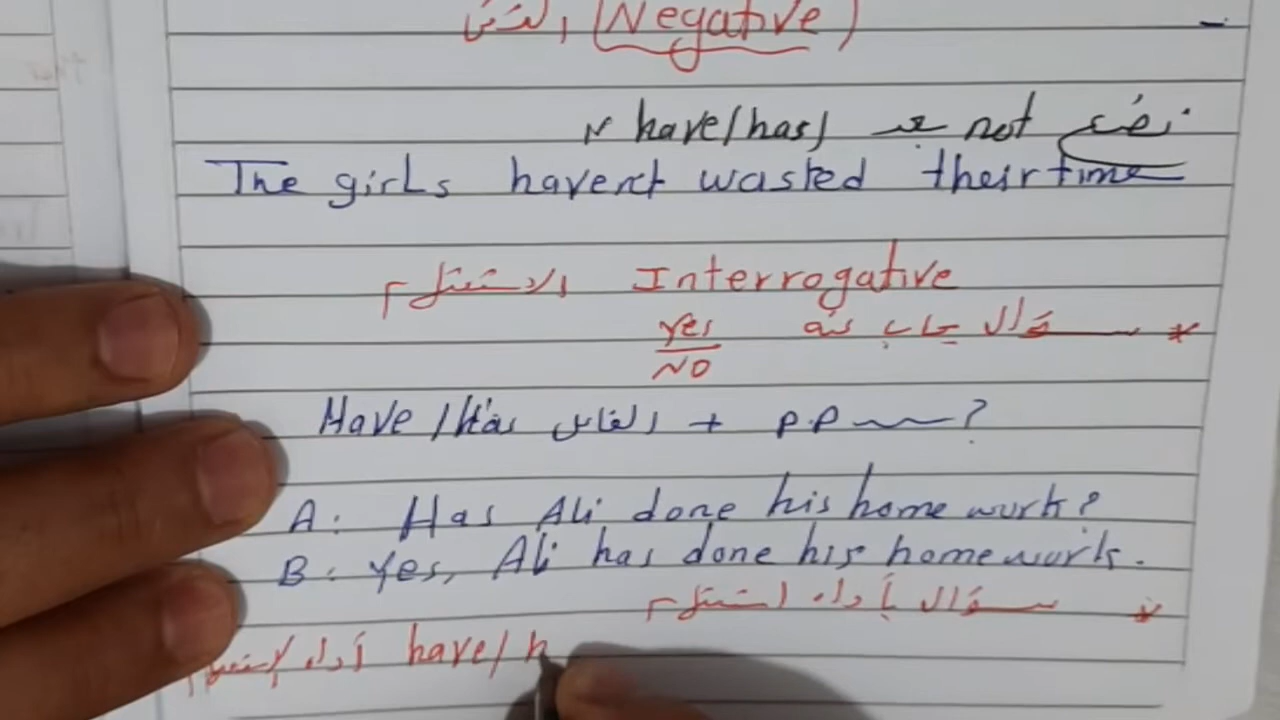 النفي (Negative)
نضع not بعد have/has
The girls haven't wasted their time
الاستفهام Interrogative
* سؤال يجاب عنه Yes
No
Have / Has الفاعل + P.P ?
A: Has Ali done his homework?
B: Yes, Ali has done his homework.
* سؤال بأداة استفهام
أداة استفهام have/ h